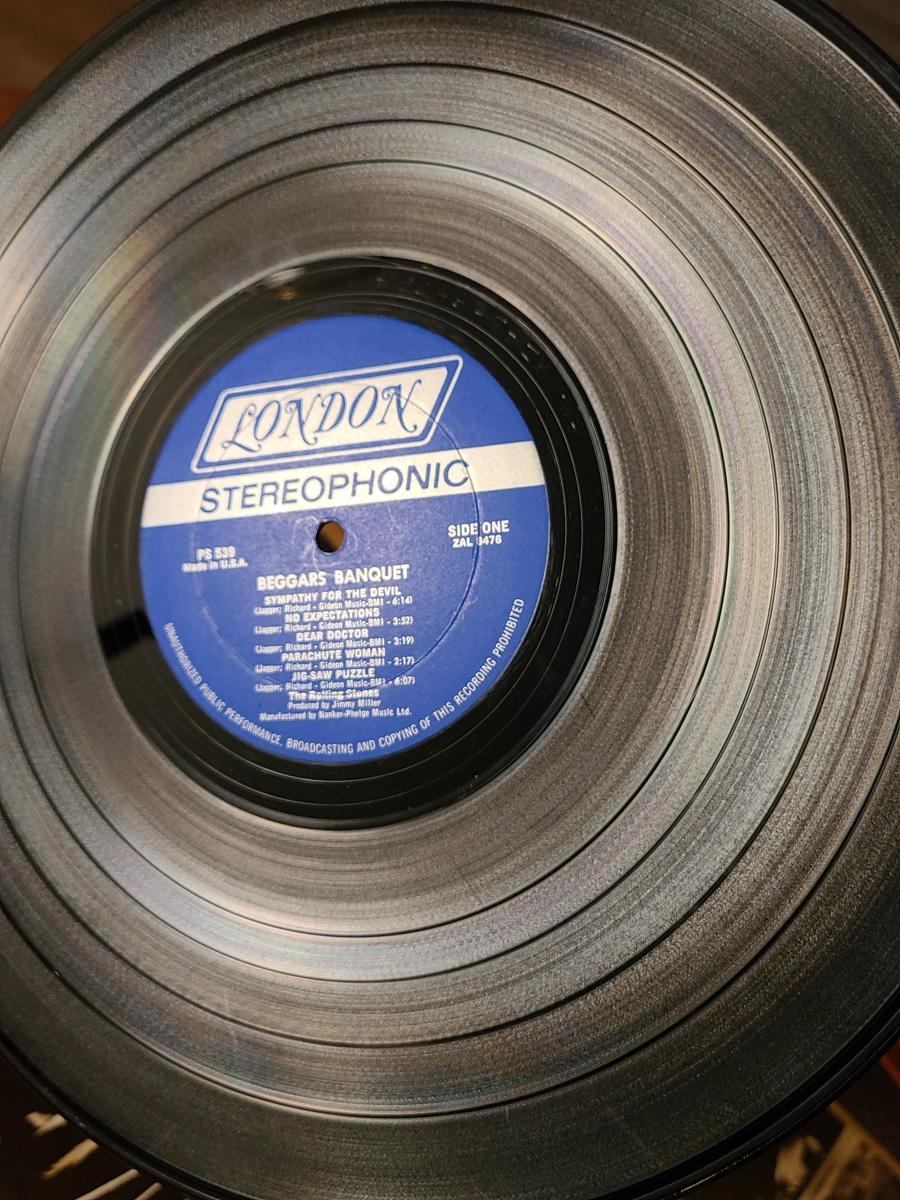 LONDON
STEREOPHONIC
PS 539
Made in U.S.A.
SIDE ONE
ZAL 8476
BEGGARS BANQUET
SYMPATHY FOR THE DEVIL
(Jagger; Richard - Gideon Music-BMI - 6:14)
NO EXPECTATIONS
(Jagger; Richard - Gideon Music-BMI - 3:52)
DEAR DOCTOR
(Jagger; Richard - Gideon Music-BMI - 3:19)
PARACHUTE WOMAN
(Jagger; Richard - Gideon Music-BMI - 2:17)
JIG-SAW PUZZLE
(Jagger; Richard - Gideon Music-BMI - 6:07)
The Rolling Stones
Produced by Jimmy Miller
Manufactured by Nanker-Phelge Music Ltd.
UNAUTHORIZED PUBLIC PERFORMANCE, BROADCASTING AND COPYING OF THIS RECORDING PROHIBITED